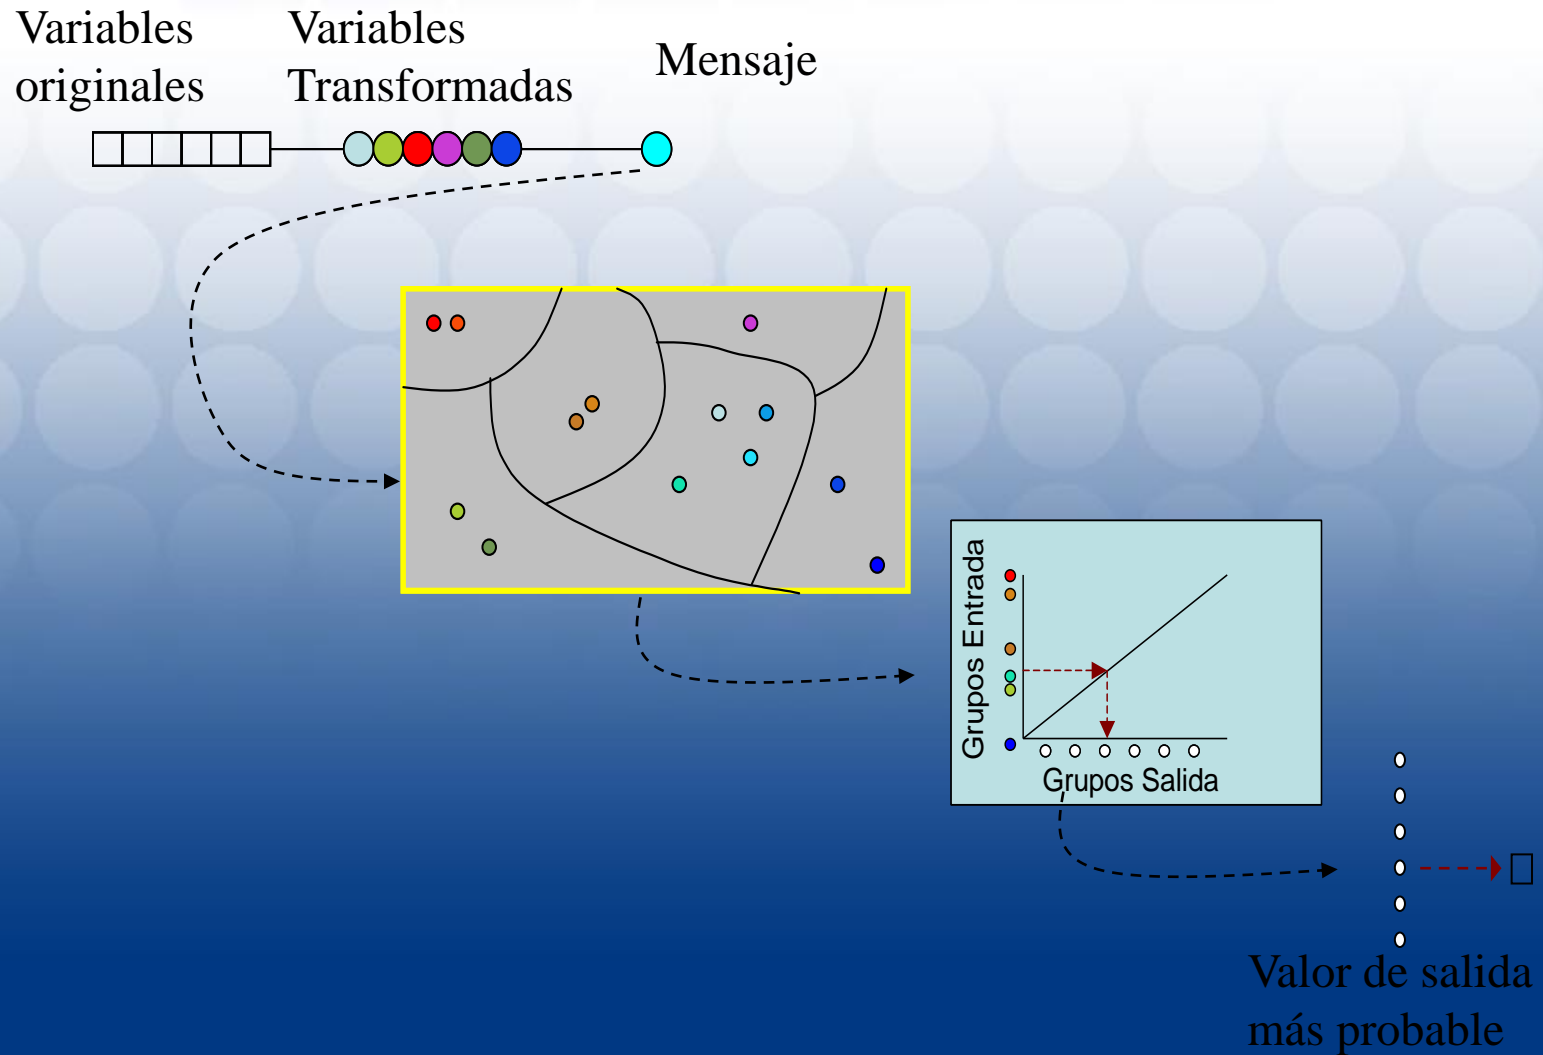 Variables
originales
Variables
Transformadas
Mensaje
Grupos Entrada
Grupos Salida
Valor de salida
más probable